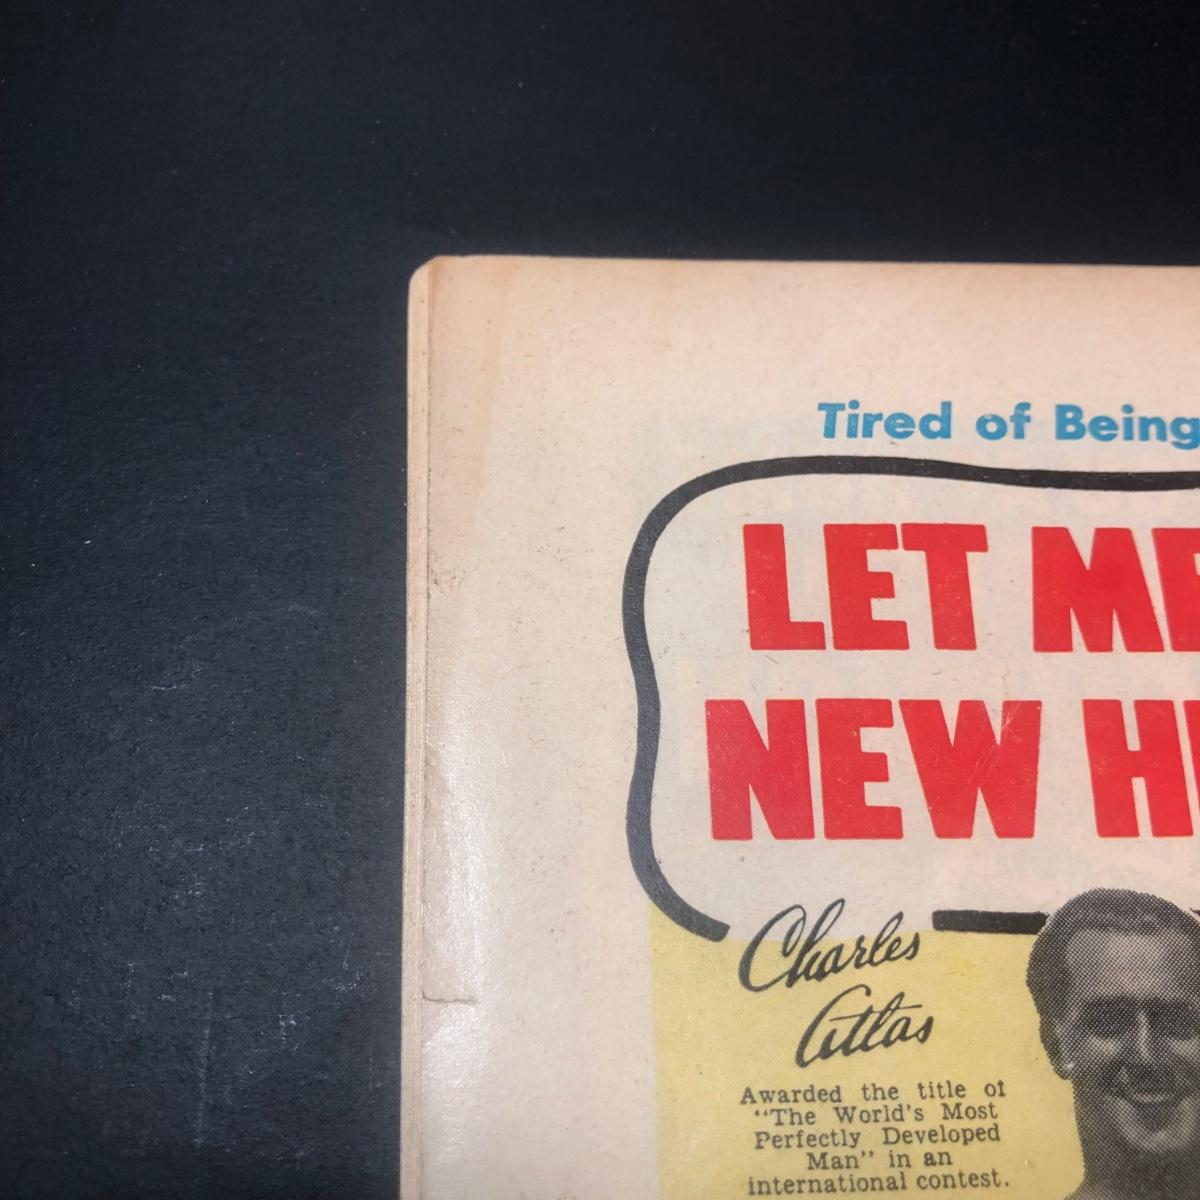 Tired of Being
LET ME
NEW H
Charles
Atlas
Awarded the title of
"The World's Most
Perfectly Developed
Man" in an
international contest.